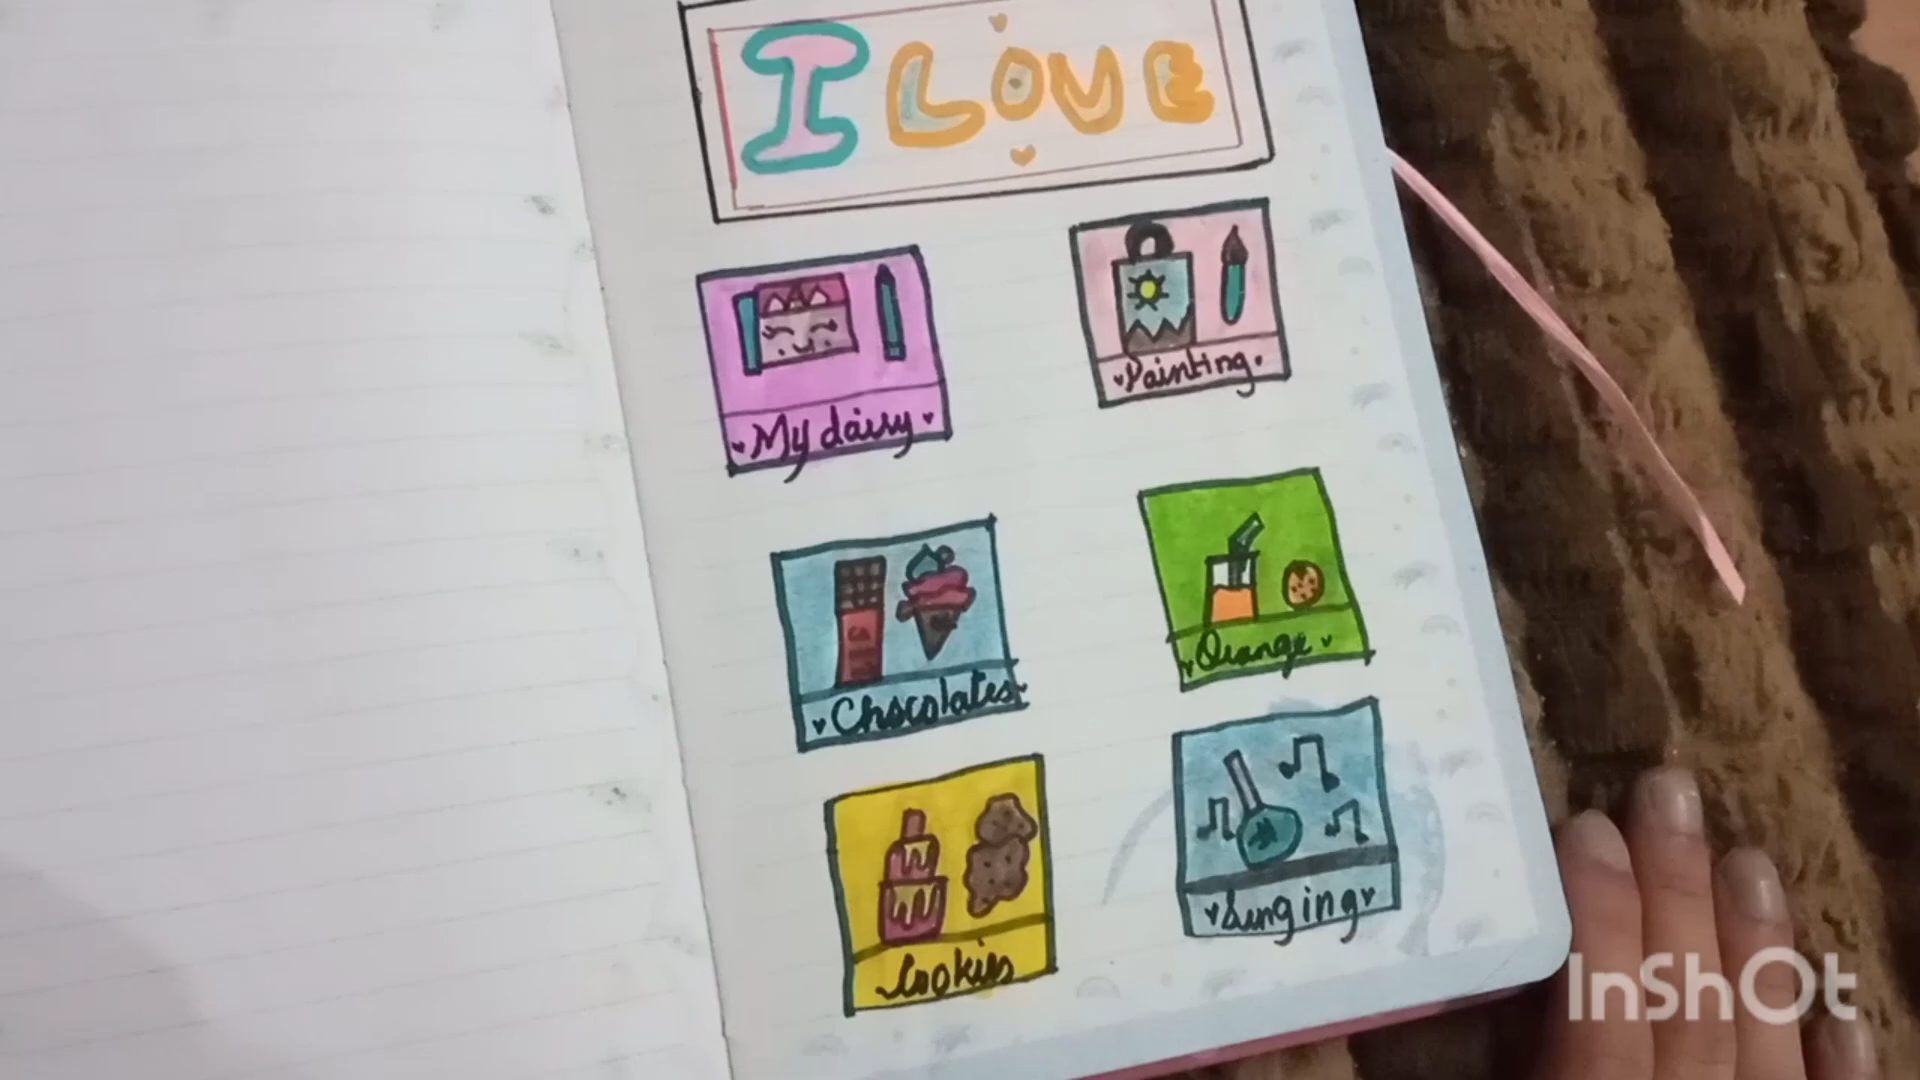 I LOVE
My dairy
Painting
Chocolates
Orange
Cookies
Singing
InShOt